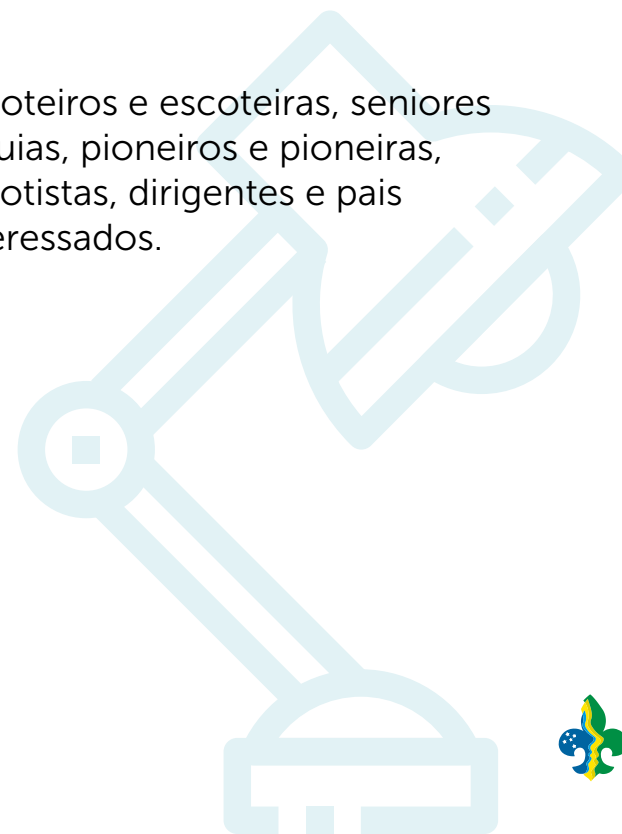 oteiros e escoteiras, seniores
uias, pioneiros e pioneiras,
otistas, dirigentes e pais
eressados.